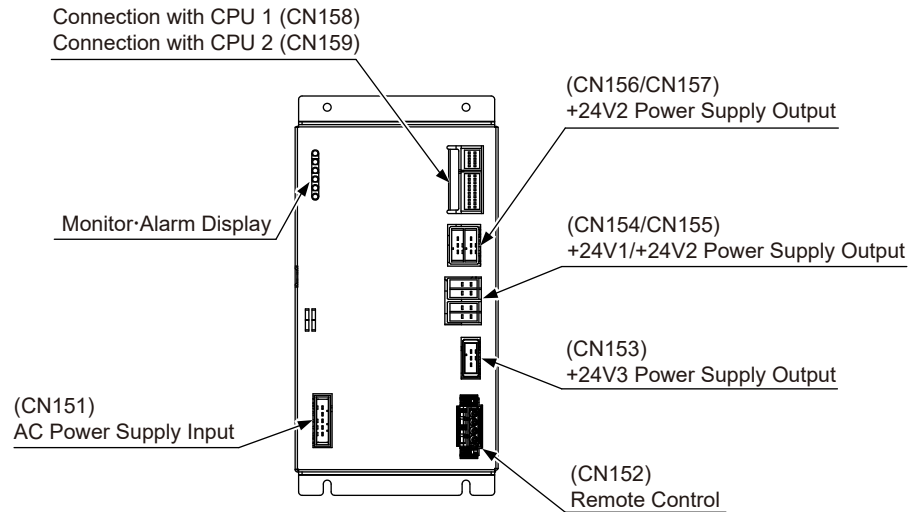 Connection with CPU 1 (CN158)
Connection with CPU 2 (CN159)
(CN156/CN157)
+24V2 Power Supply Output
Monitor·Alarm Display
(CN154/CN155)
+24V1/+24V2 Power Supply Output
(CN153)
+24V3 Power Supply Output
(CN151)
AC Power Supply Input
(CN152)
Remote Control